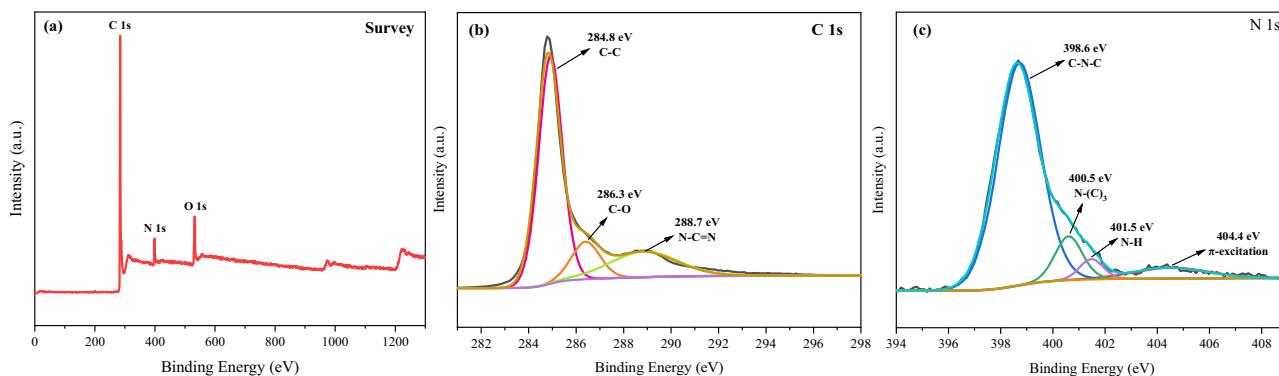 (a)
C 1s
Survey
N 1s
O 1s
Intensity (a.u.)
0 200 400 600 800 1000 1200
Binding Energy (eV)
(b)
C 1s
284.8 eV
C-C
286.3 eV
C-O
288.7 eV
N-C=N
Intensity (a.u.)
282 284 286 288 290 292 294 296 298
Binding Energy (eV)
(c)
N 1s
398.6 eV
C-N-C
400.5 eV
N-(C)₃
401.5 eV
N-H
404.4 eV
π-excitation
Intensity (a.u.)
394 396 398 400 402 404 406 408
Binding Energy (eV)